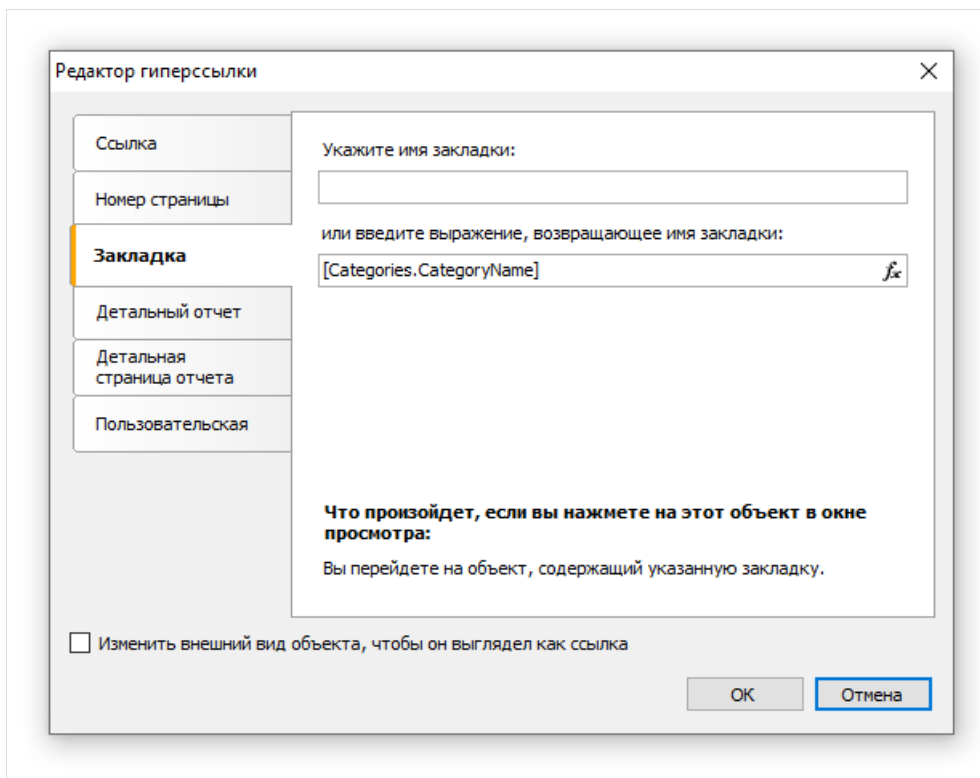 Редактор гиперссылки
Ссылка
Номер страницы
Закладка
Детальный отчет
Детальная
страница отчета
Пользовательская
Укажите имя закладки:
или введите выражение, возвращающее имя закладки:
[Categories.CategoryName]
fx
Что произойдет, если вы нажмете на этот объект в окне
просмотра:
Вы перейдете на объект, содержащий указанную закладку.
Изменить внешний вид объекта, чтобы он выглядел как ссылка
OK
Отмена